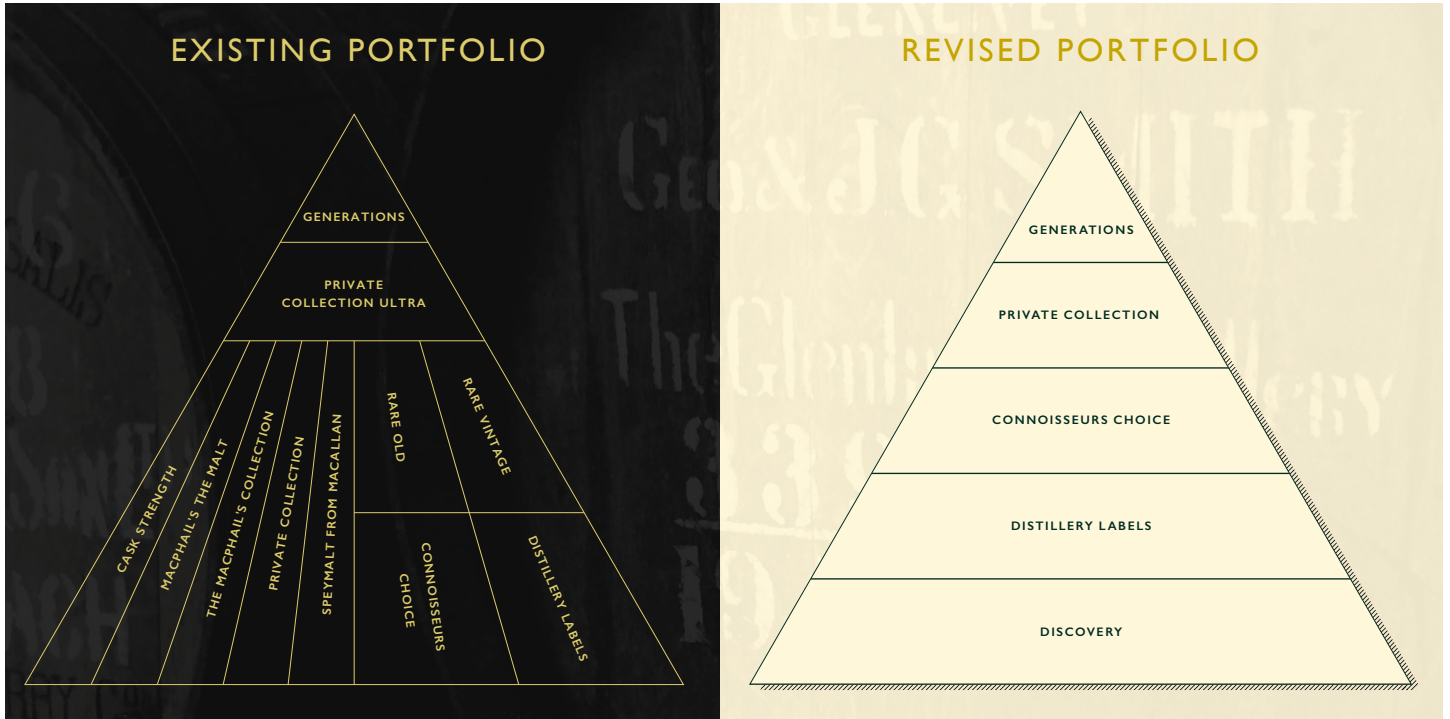 EXISTING PORTFOLIO
GENERATIONS
PRIVATE
COLLECTION ULTRA
CASK STRENGTH
MACPHAIL'S THE MALT
THE MACPHAIL'S COLLECTION
PRIVATE COLLECTION
SPEYMALT FROM MACALLAN
RARE OLD
RARE VINTAGE
CONNOISSEURS
CHOICE
DISTILLERY LABELS
REVISED PORTFOLIO
GENERATIONS
PRIVATE COLLECTION
CONNOISSEURS CHOICE
DISTILLERY LABELS
DISCOVERY